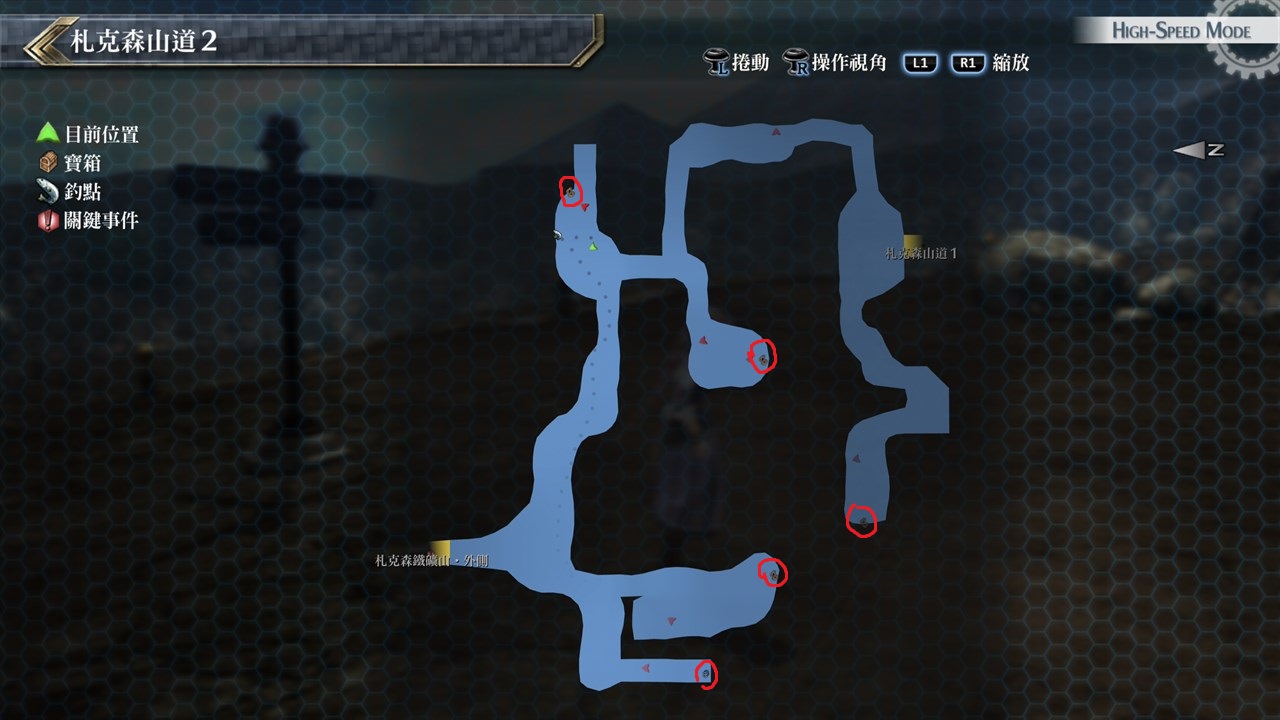 札克森山道2
HIGH-SPEED MODE
L 捲動 R 操作視角 L1 R1 縮放
目前位置
寶箱
釣點
關鍵事件
Z
札克森山道1
札克森鐵礦山・外側